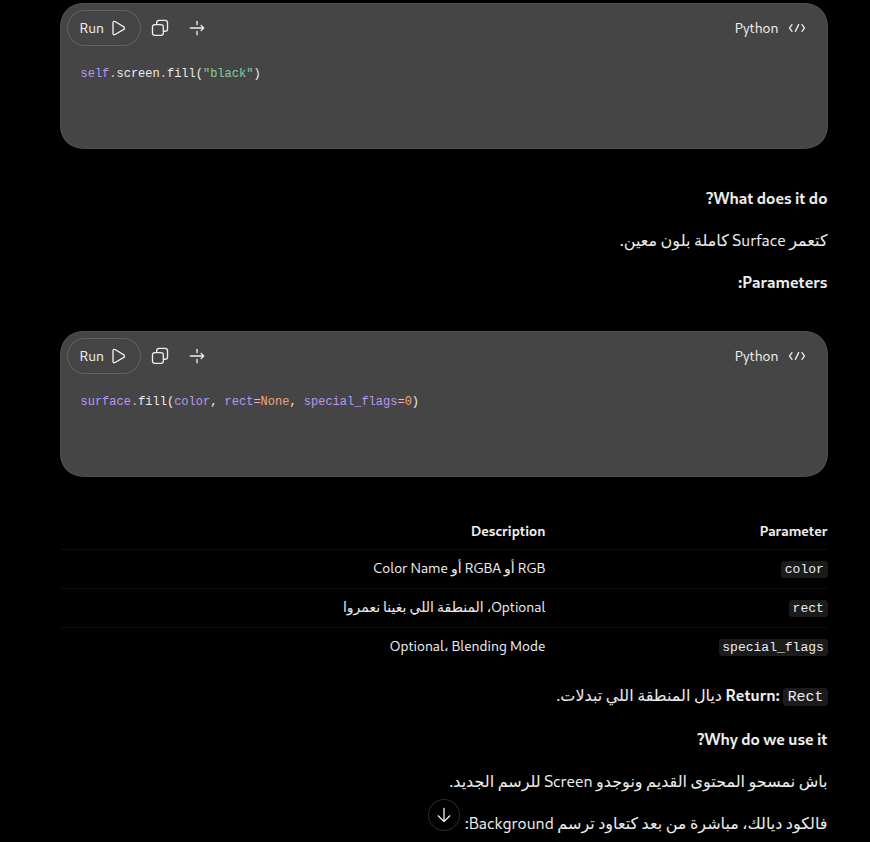 Run
Python
self.screen.fill("black")
What does it do?
كتعمر Surface كاملة بلون معين.
Parameters:
Run
Python
surface.fill(color, rect=None, special_flags=0)
Parameter Description
color RGB أو RGBA أو Color Name
rect Optional، المنطقة اللي بغينا نعمروا
special_flags Optional، Blending Mode
Return: Rect ديال المنطقة اللي تبدلات.
Why do we use it?
باش نمسحو المحتوى القديم ونوجدو Screen للرسم الجديد.
فالكود ديالك، مباشرة من بعد كتعاود ترسم Background: